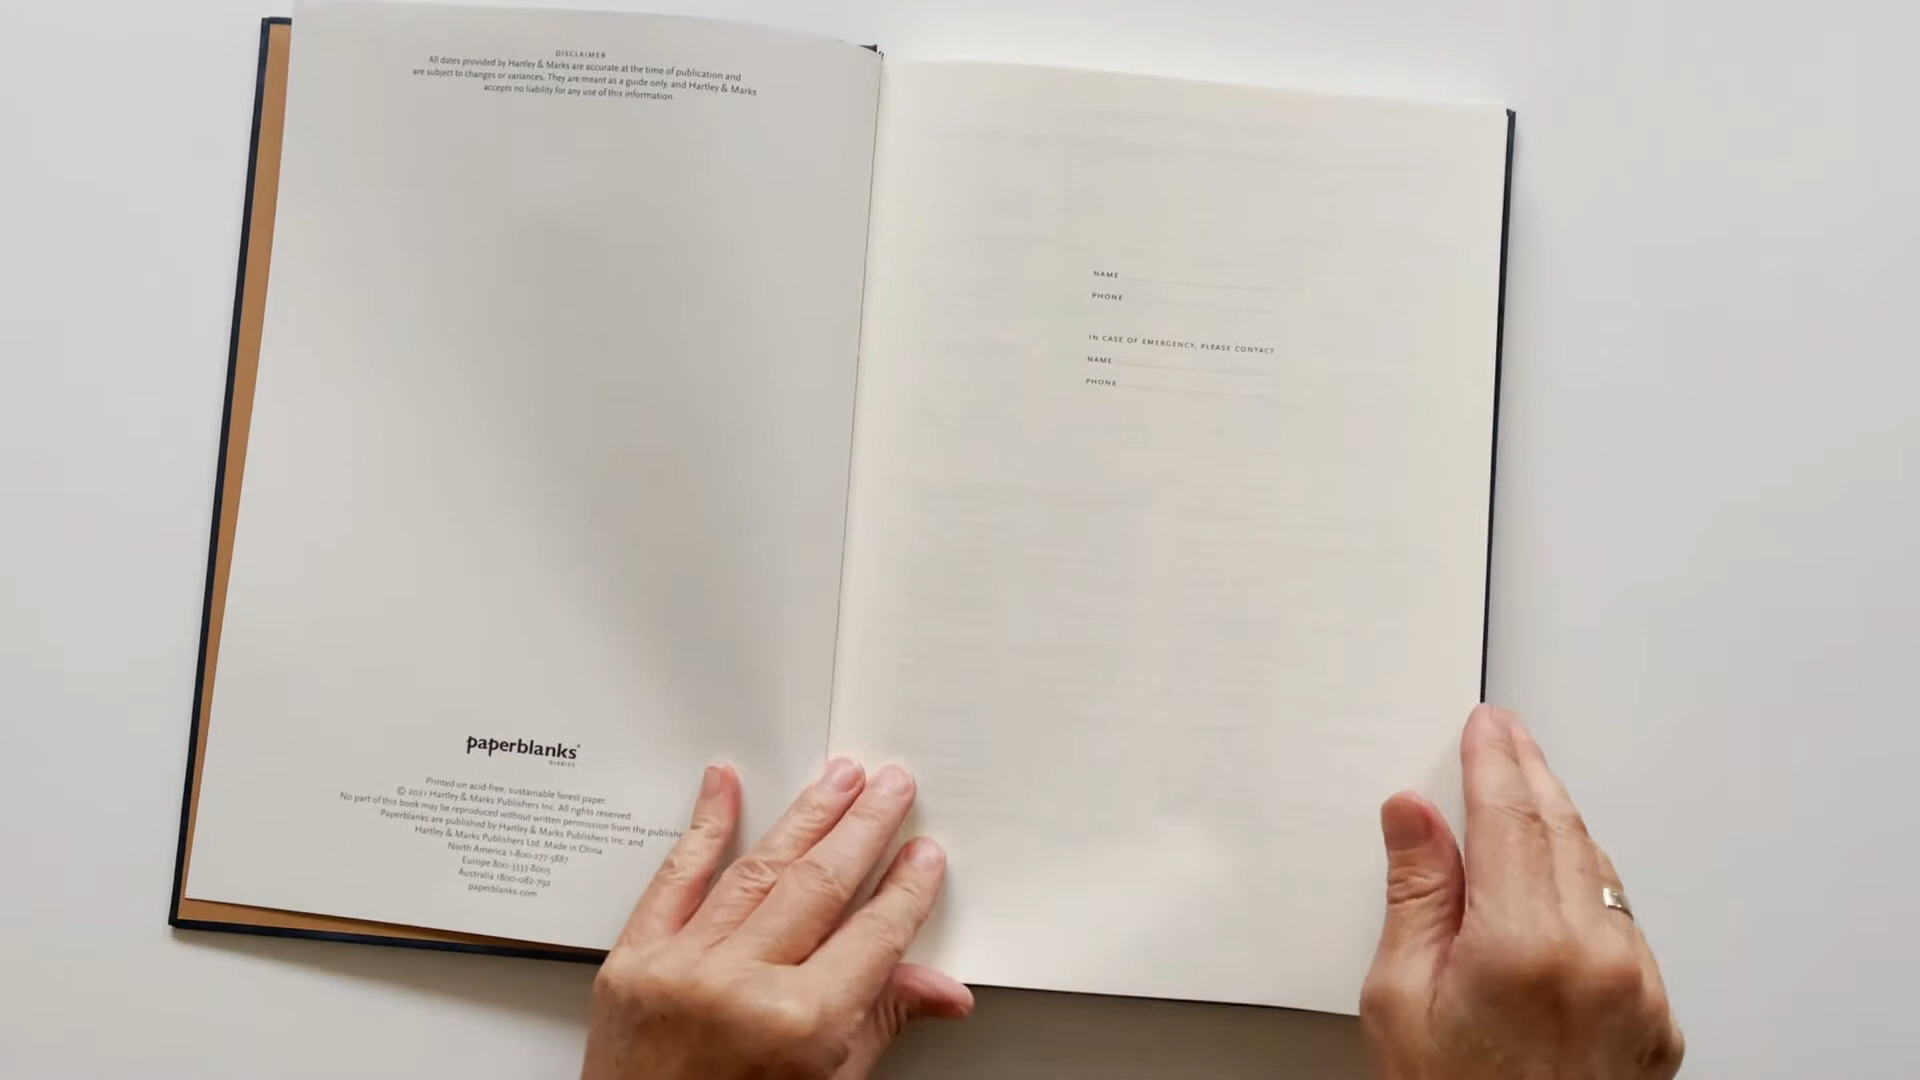 DISCLAIMER
All dates provided by Hartley & Marks are accurate at the time of publication and
are subject to changes or variances. They are meant as a guide only, and Hartley & Marks
accepts no liability for any use of this information
paperblanks®
DIARIES
Printed on acid-free, sustainable forest paper.
© 2021 Hartley & Marks Publishers Inc. All rights reserved.
No part of this book may be reproduced without written permission from the publishe
Paperblanks are published by Hartley & Marks Publishers Inc. and
Hartley & Marks Publishers Ltd. Made in China
North America 1-800-277-5887
Europe 800-3333-8005
Australia 1800-082-792
paperblanks.com
NAME
PHONE
IN CASE OF EMERGENCY, PLEASE CONTACT
NAME
PHONE